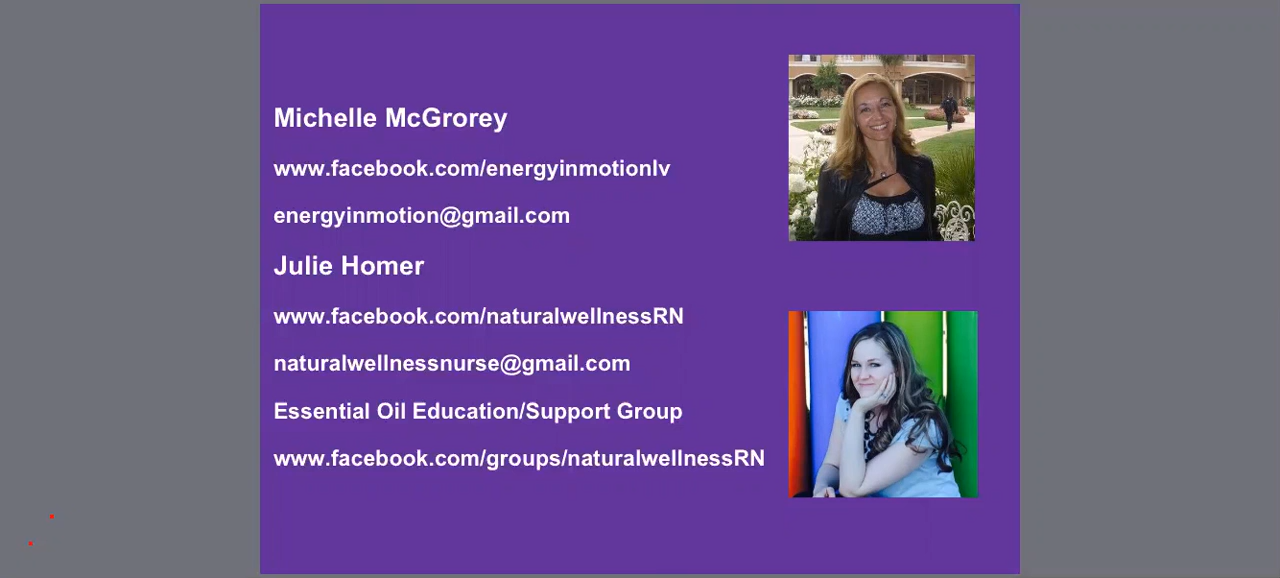 Michelle McGrorey
www.facebook.com/energyinmotionlv
energyinmotion@gmail.com
Julie Homer
www.facebook.com/naturalwellnessRN
naturalwellnessnurse@gmail.com
Essential Oil Education/Support Group
www.facebook.com/groups/naturalwellnessRN